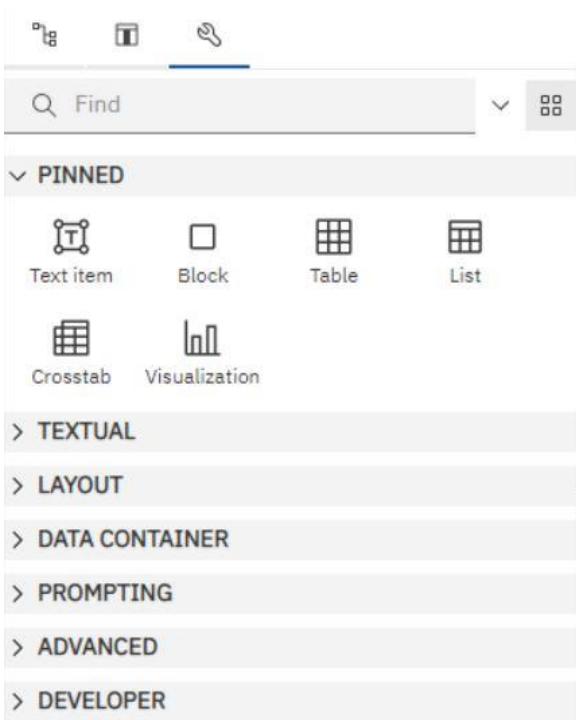 Find
PINNED
Text item
Block
Table
List
Crosstab
Visualization
TEXTUAL
LAYOUT
DATA CONTAINER
PROMPTING
ADVANCED
DEVELOPER